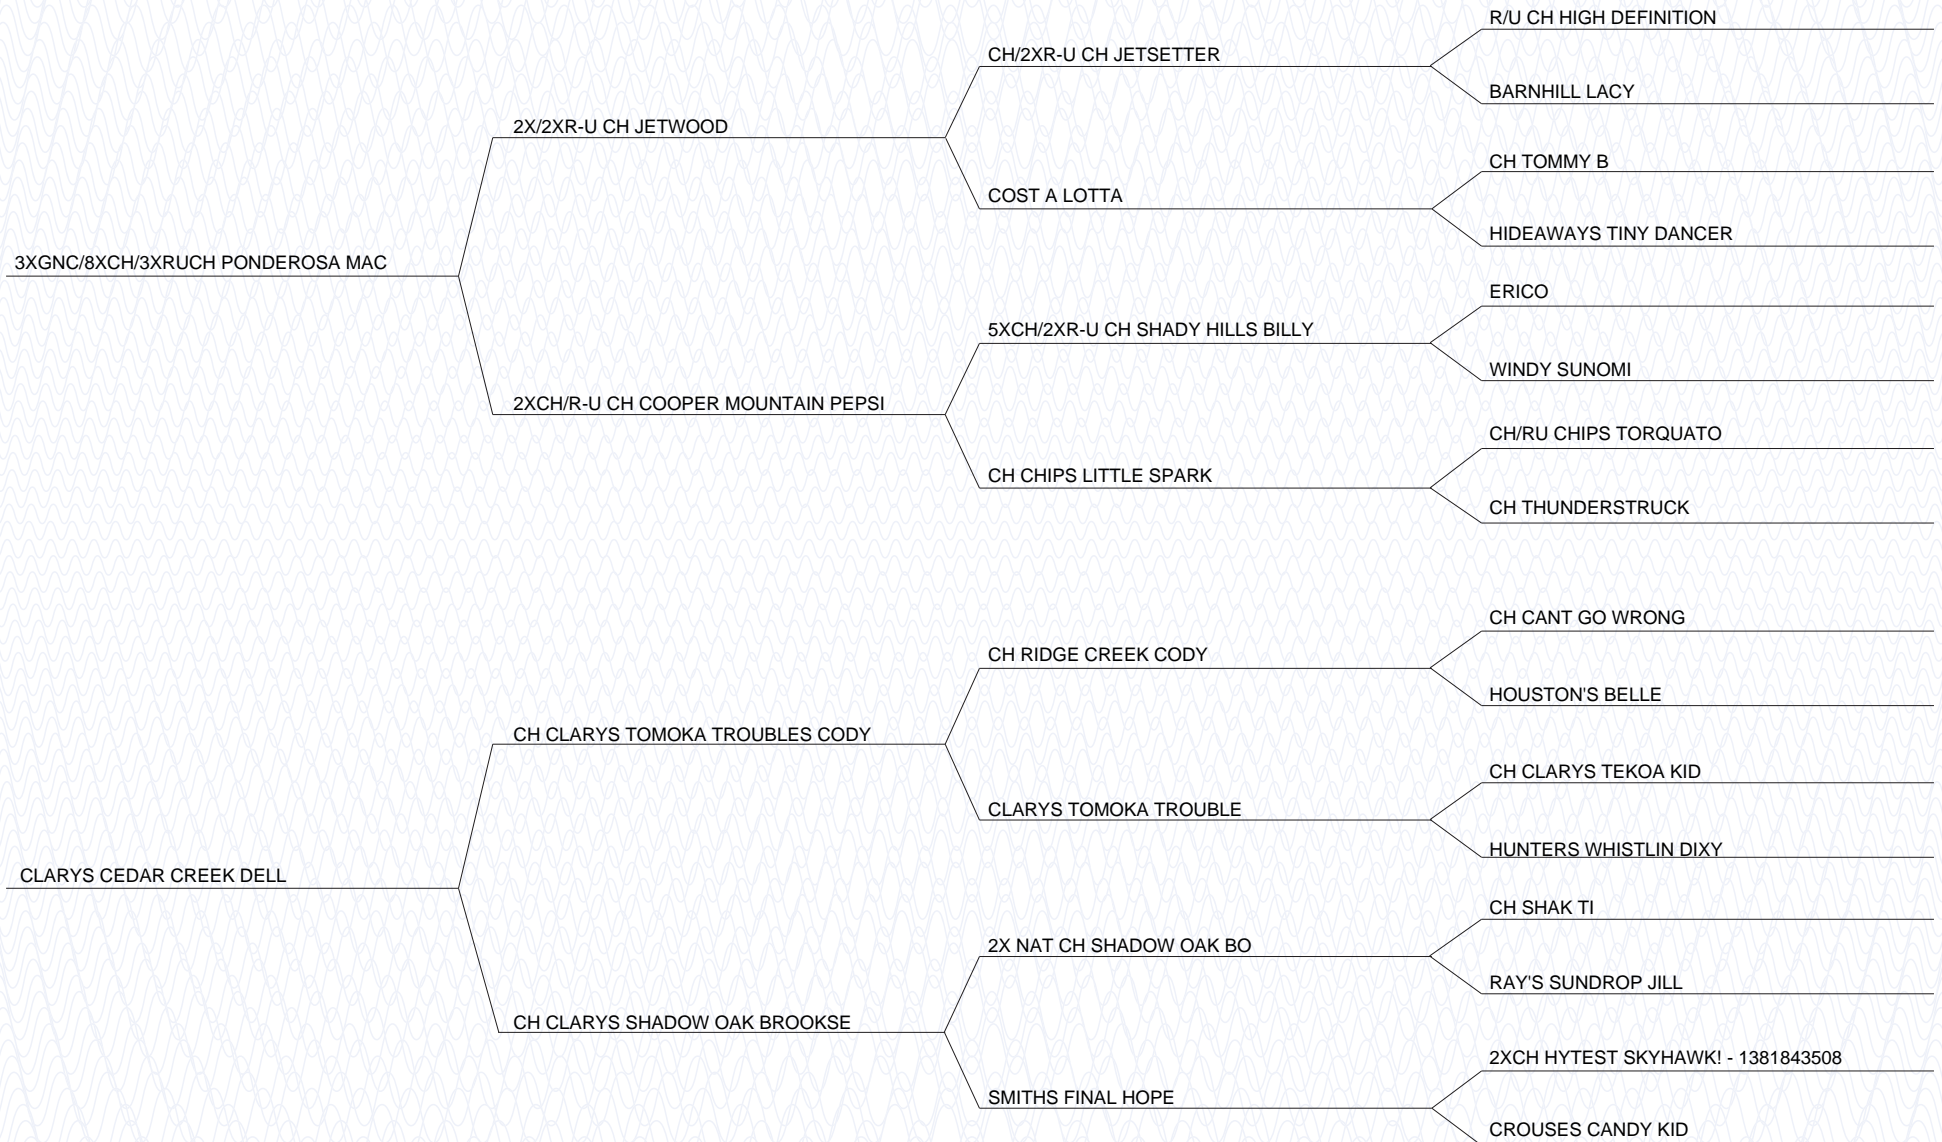 R/U CH HIGH DEFINITION
CH/2XR-U CH JETSETTER
BARNHILL LACY
2X/2XR-U CH JETWOOD
CH TOMMY B
COST A LOTTA
HIDEAWAYS TINY DANCER
3XGNC/8XCH/3XRUCH PONDEROSA MAC
ERICO
5XCH/2XR-U CH SHADY HILLS BILLY
WINDY SUNOMI
2XCH/R-U CH COOPER MOUNTAIN PEPSI
CH/RU CHIPS TORQUATO
CH CHIPS LITTLE SPARK
CH THUNDERSTRUCK
CH CANT GO WRONG
CH RIDGE CREEK CODY
HOUSTON'S BELLE
CH CLARYS TOMOKA TROUBLES CODY
CH CLARYS TEKOA KID
CLARYS TOMOKA TROUBLE
HUNTERS WHISTLIN DIXY
CLARYS CEDAR CREEK DELL
CH SHAK TI
2X NAT CH SHADOW OAK BO
RAY'S SUNDROP JILL
CH CLARYS SHADOW OAK BROOKSE
2XCH HYTEST SKYHAWK! - 1381843508
SMITHS FINAL HOPE
CROUSES CANDY KID